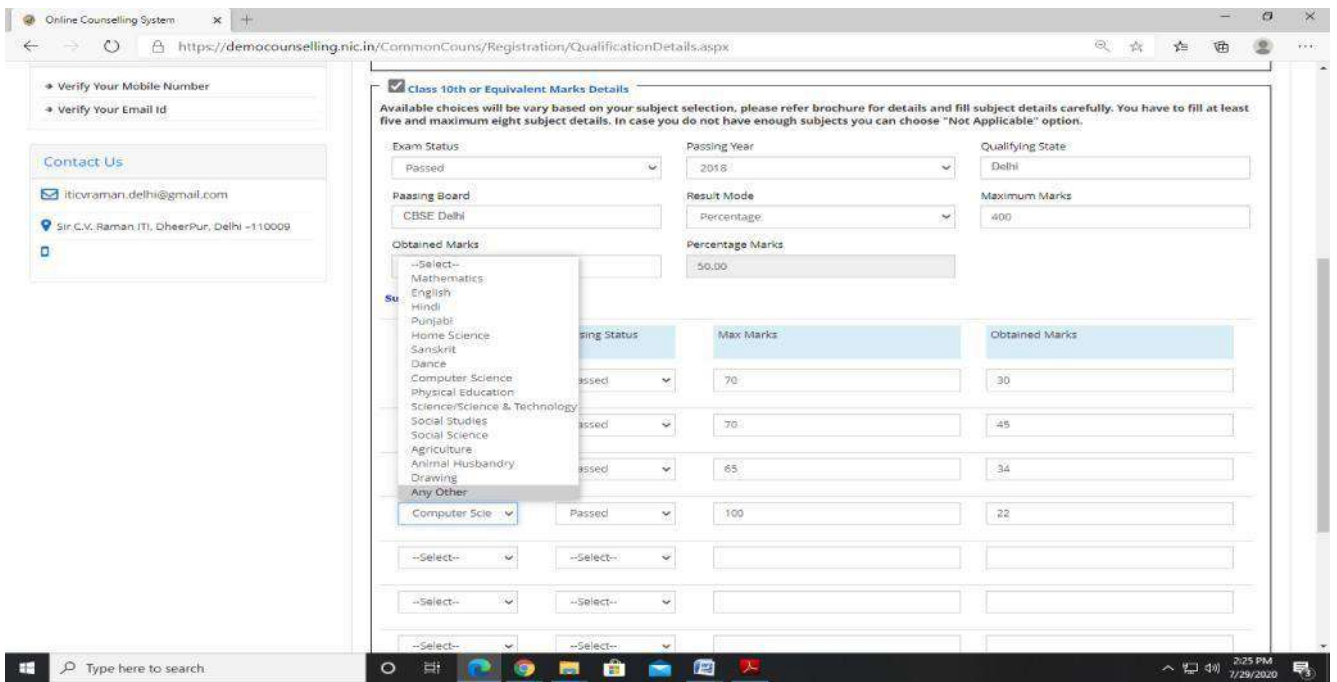 Online Counselling System
https://democounselling.nic.in/CommonCouns/Registration/QualificationDetails.aspx
Verify Your Mobile Number
Verify Your Email Id
Contact Us
iticvraman.delhi@gmail.com
Sir C.V. Raman ITI, DheerPur, Delhi -110009
Class 10th or Equivalent Marks Details
Available choices will be vary based on your subject selection, please refer brochure for details and fill subject details carefully. You have to fill at least
five and maximum eight subject details. In case you do not have enough subjects you can choose "Not Applicable" option.
Exam Status Passing Year Qualifying State
Passed 2018 Delhi
Paasing Board Result Mode Maximum Marks
CBSE Delhi Percentage 400
Obtained Marks Percentage Marks
50.00
Su
--Select--
Mathematics
English
Hindi
Punjabi
Home Science
Sanskrit
Dance
Computer Science
Physical Education
Science/Science & Technology
Social Studies
Social Science
Agriculture
Animal Husbandry
Drawing
Any Other
sing Status Max Marks Obtained Marks
assed 70 30
assed 70 45
assed 65 34
Computer Scie Passed 100 22
--Select-- --Select--
--Select-- --Select--
--Select-- --Select--
Type here to search
2:25 PM
7/29/2020